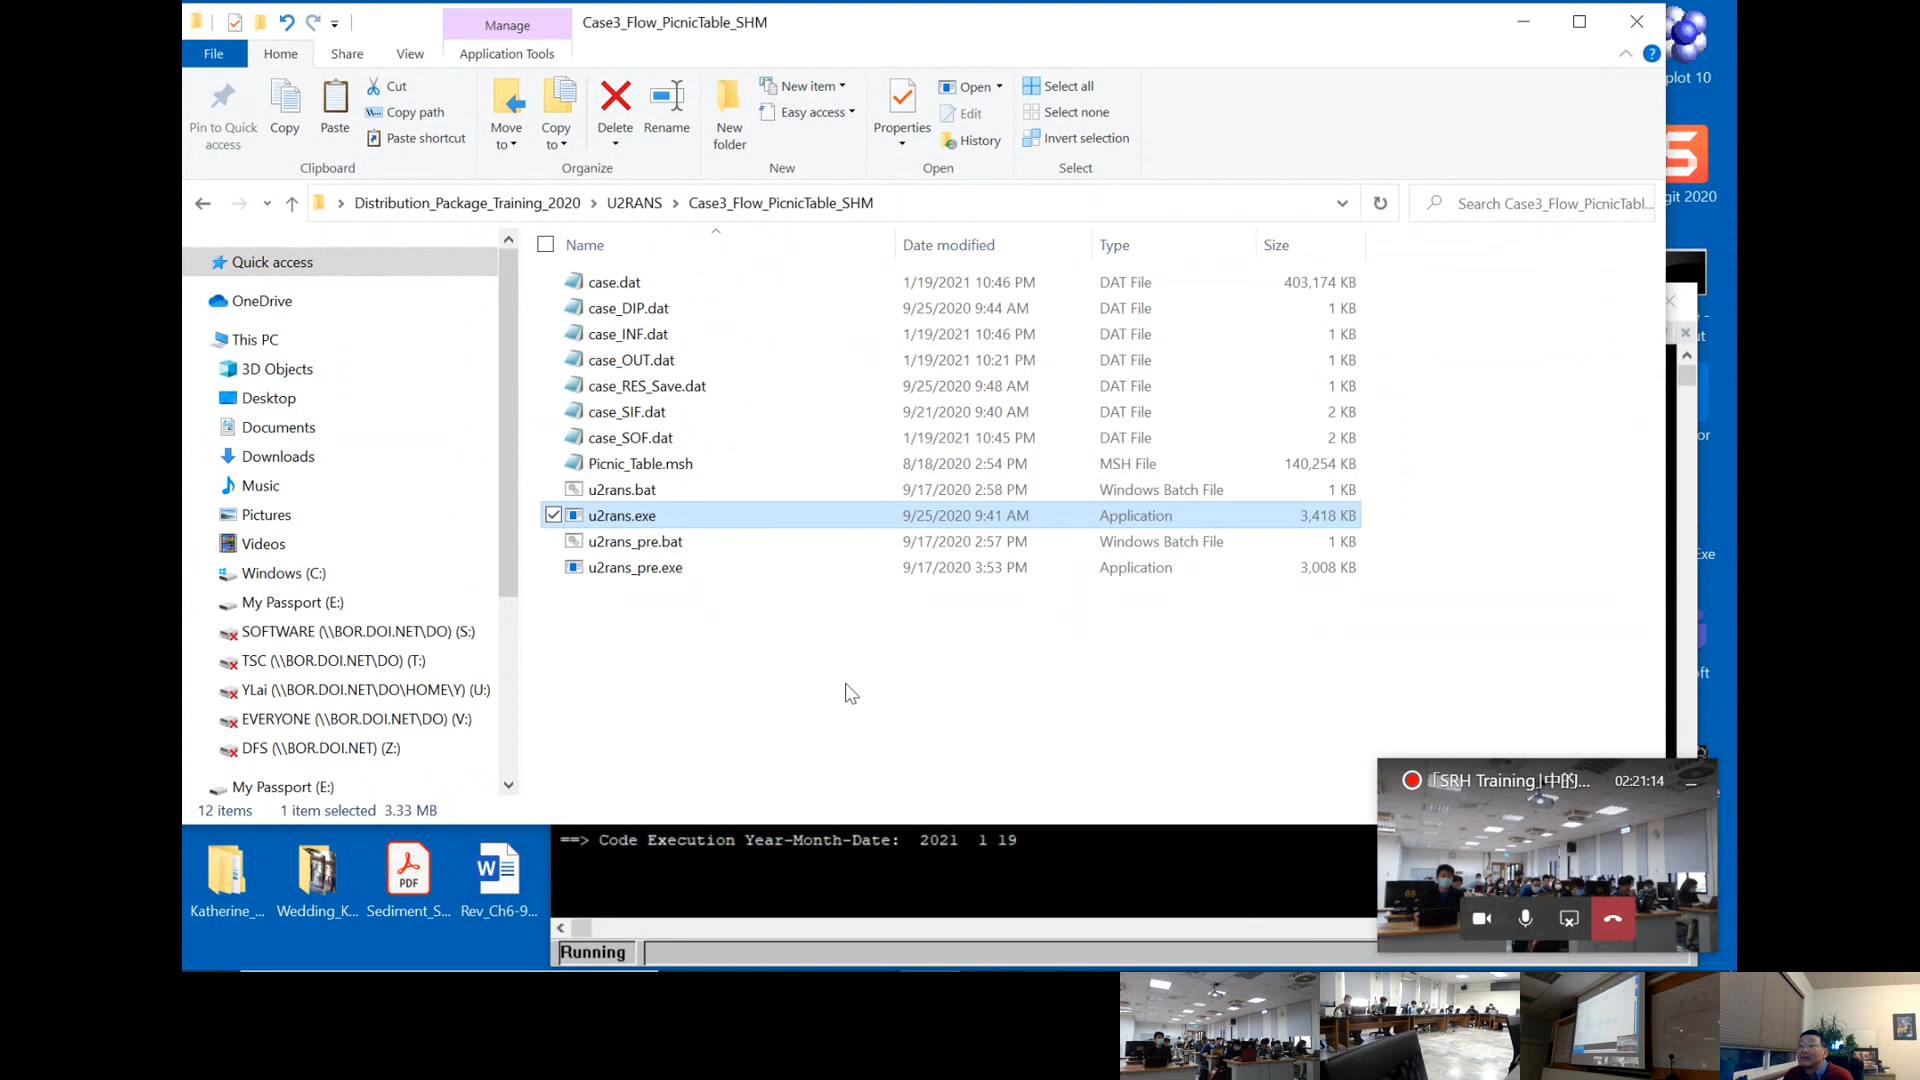 Manage
Case3_Flow_PicnicTable_SHM
File
Home
Share
View
Application Tools
Pin to Quick access
Copy
Paste
Cut
Copy path
Paste shortcut
Clipboard
Move to
Copy to
Delete
Rename
Organize
New folder
New item
Easy access
New
Properties
Open
Edit
History
Open
Select all
Select none
Invert selection
Select
Distribution_Package_Training_2020 > U2RANS > Case3_Flow_PicnicTable_SHM
Search Case3_Flow_PicnicTabl...
Name Date modified Type Size
case.dat 1/19/2021 10:46 PM DAT File 403,174 KB
case_DIP.dat 9/25/2020 9:44 AM DAT File 1 KB
case_INF.dat 1/19/2021 10:46 PM DAT File 1 KB
case_OUT.dat 1/19/2021 10:21 PM DAT File 1 KB
case_RES_Save.dat 9/25/2020 9:48 AM DAT File 1 KB
case_SIF.dat 9/21/2020 9:40 AM DAT File 2 KB
case_SOF.dat 1/19/2021 10:45 PM DAT File 2 KB
Picnic_Table.msh 8/18/2020 2:54 PM MSH File 140,254 KB
u2rans.bat 9/17/2020 2:58 PM Windows Batch File 1 KB
u2rans.exe 9/25/2020 9:41 AM Application 3,418 KB
u2rans_pre.bat 9/17/2020 2:57 PM Windows Batch File 1 KB
u2rans_pre.exe 9/17/2020 3:53 PM Application 3,008 KB
Quick access
OneDrive
This PC
3D Objects
Desktop
Documents
Downloads
Music
Pictures
Videos
Windows (C:)
My Passport (E:)
SOFTWARE (\\BOR.DOI.NET\DO) (S:)
TSC (\\BOR.DOI.NET\DO) (T:)
YLai (\\BOR.DOI.NET\DO\HOME\Y) (U:)
EVERYONE (\\BOR.DOI.NET\DO) (V:)
DFS (\\BOR.DOI.NET) (Z:)
My Passport (E:)
12 items 1 item selected 3.33 MB
plot 10
git 2020
ut
or
Exe
ft
「SRH Training」中的... 02:21:14
==> Code Execution Year-Month-Date: 2021 1 19
Running
PDF
Katherine_... Wedding_K... Sediment_S... Rev_Ch6-9...